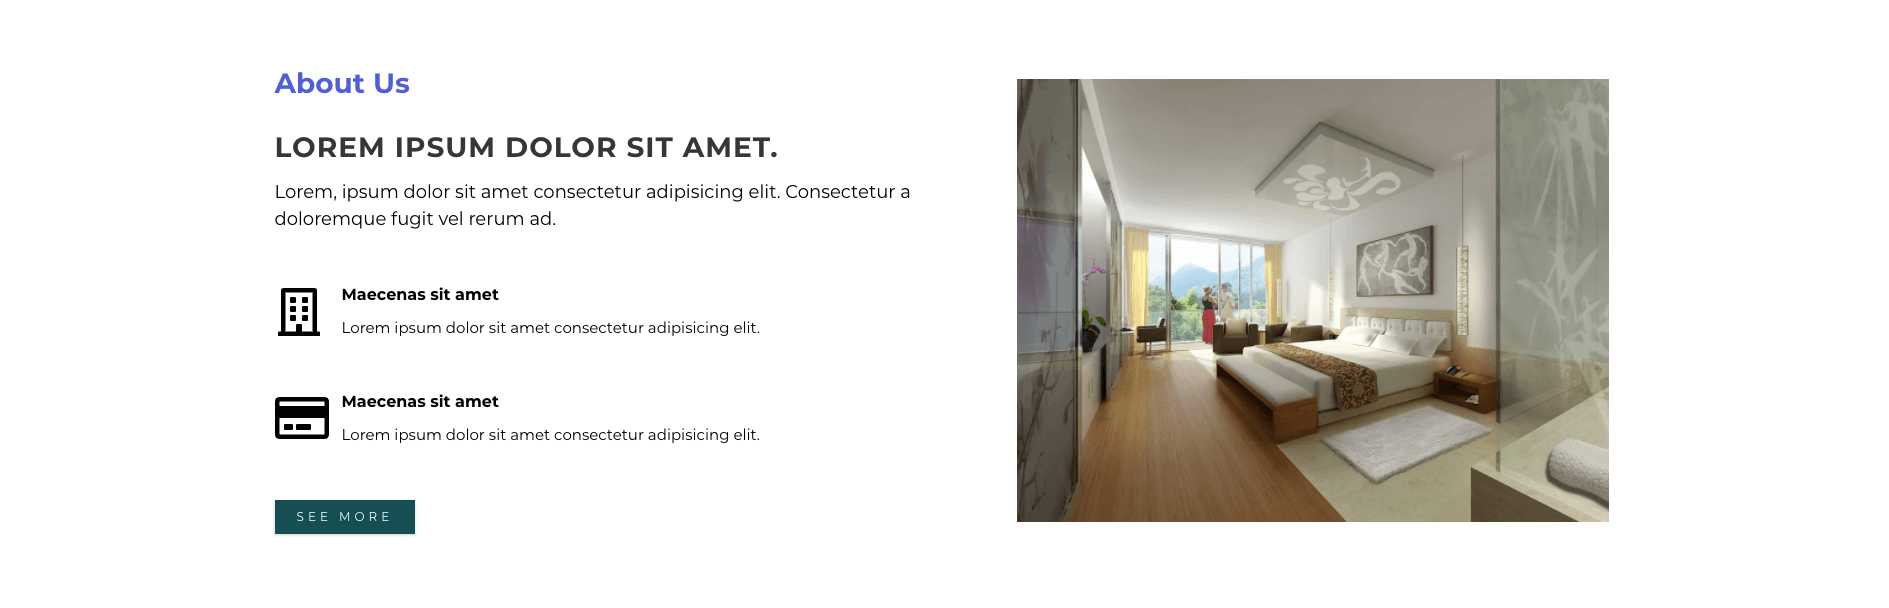 About Us
LOREM IPSUM DOLOR SIT AMET.
Lorem, ipsum dolor sit amet consectetur adipisicing elit. Consectetur a
doloremque fugit vel rerum ad.
Maecenas sit amet
Lorem ipsum dolor sit amet consectetur adipisicing elit.
Maecenas sit amet
Lorem ipsum dolor sit amet consectetur adipisicing elit.
SEE MORE